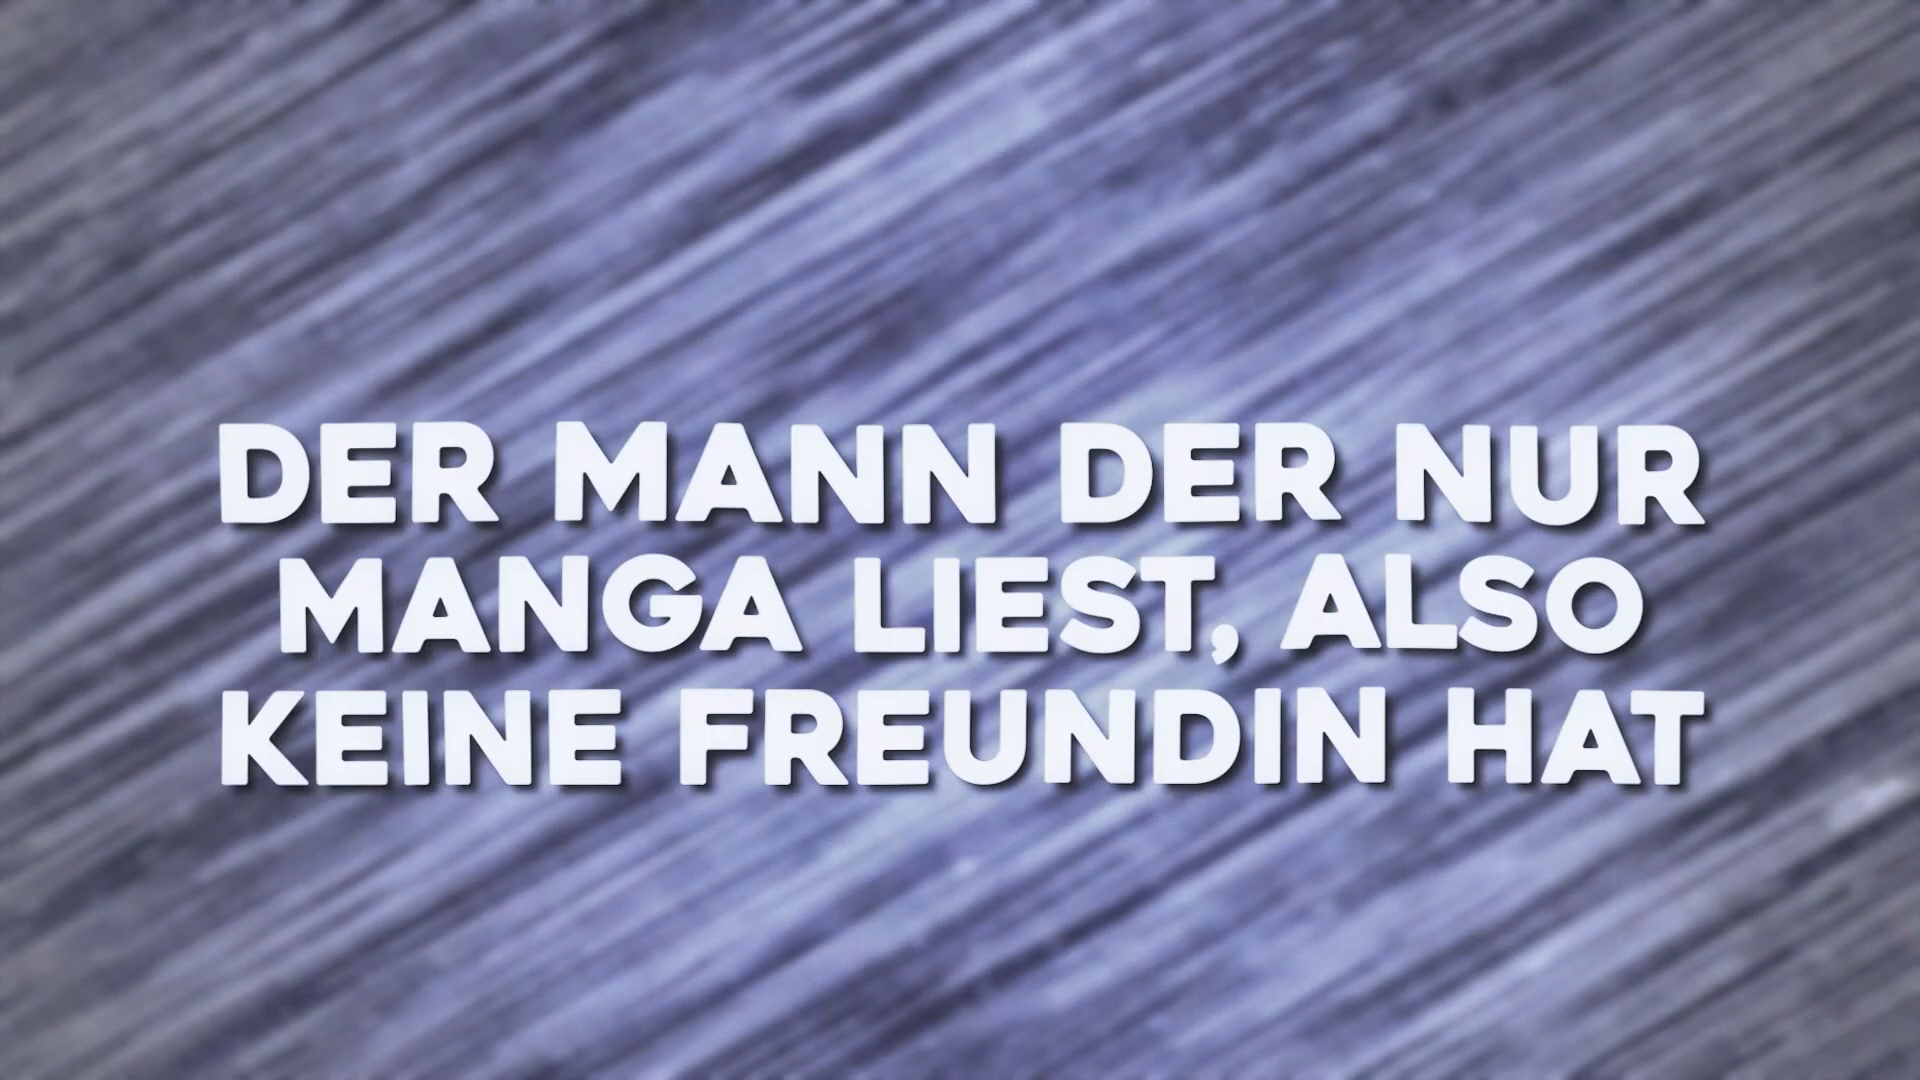 DER MANN DER NUR
MANGA LIEST, ALSO
KEINE FREUNDIN HAT